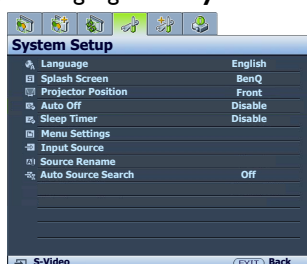 System Setup
Language English
Splash Screen BenQ
Projector Position Front
Auto Off Disable
Sleep Timer Disable
Menu Settings
Input Source
Source Rename
Auto Source Search Off
S-Video EXIT Back